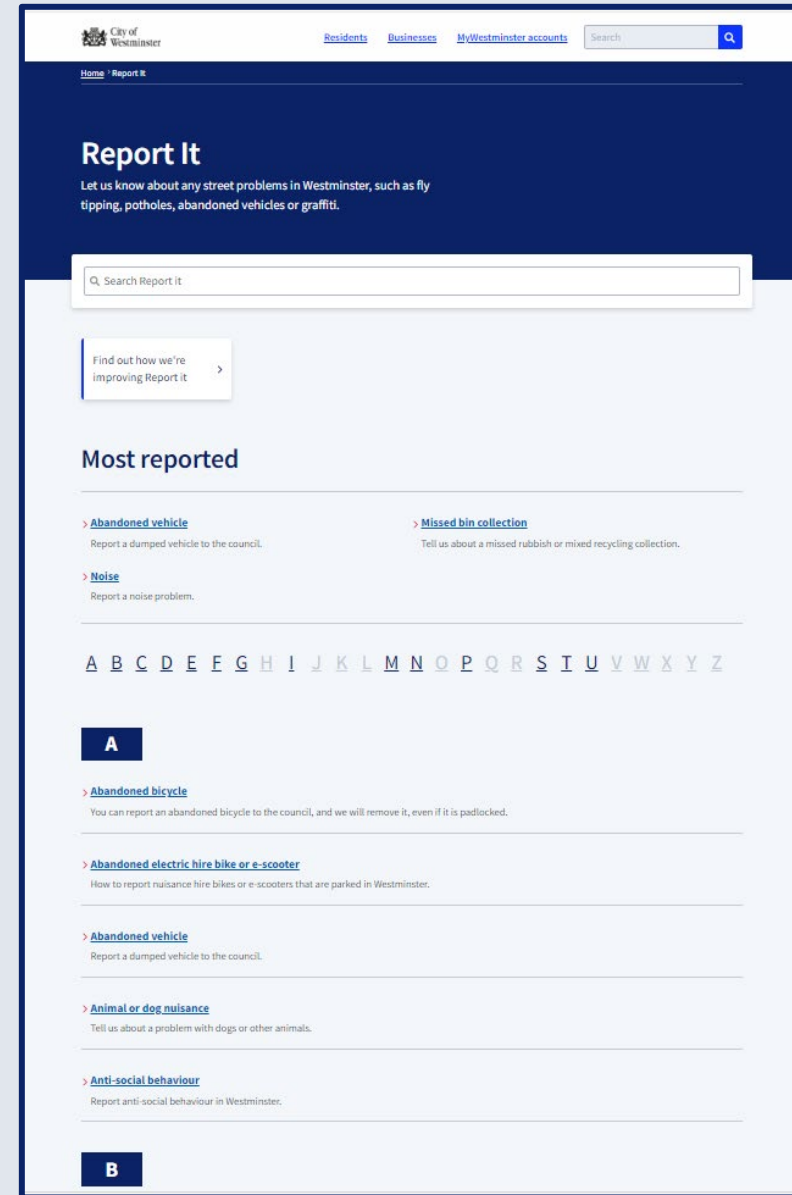 City of
Westminster
Residents Businesses MyWestminster accounts Search
Home > Report It
Report It
Let us know about any street problems in Westminster, such as fly
tipping, potholes, abandoned vehicles or graffiti.
Search Report it
Find out how we're
improving Report it
Most reported
Abandoned vehicle
Report a dumped vehicle to the council.
Missed bin collection
Tell us about a missed rubbish or mixed recycling collection.
Noise
Report a noise problem.
A B C D E F G H I J K L M N O P Q R S T U V W X Y Z
A
Abandoned bicycle
You can report an abandoned bicycle to the council, and we will remove it, even if it is padlocked.
Abandoned electric hire bike or e-scooter
How to report nuisance hire bikes or e-scooters that are parked in Westminster.
Abandoned vehicle
Report a dumped vehicle to the council.
Animal or dog nuisance
Tell us about a problem with dogs or other animals.
Anti-social behaviour
Report anti-social behaviour in Westminster.
B